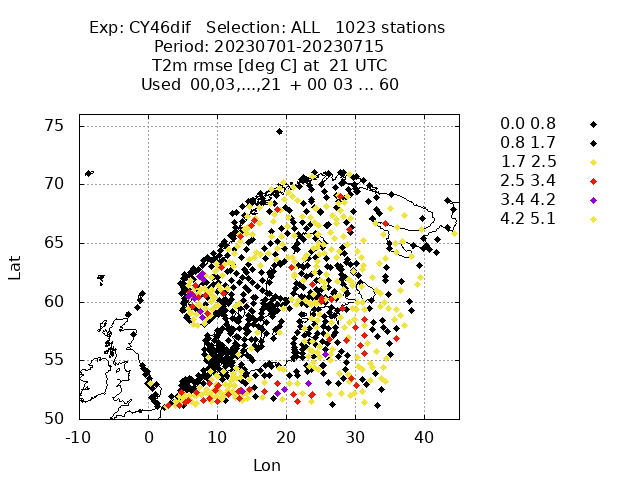 Exp: CY46dif Selection: ALL 1023 stations
Period: 20230701-20230715
T2m rmse [deg C] at 21 UTC
Used 00,03,...,21 + 00 03 ... 60
0.0 0.8
0.8 1.7
1.7 2.5
2.5 3.4
3.4 4.2
4.2 5.1
75
70
65
60
55
50
Lat
-10 0 10 20 30 40
Lon